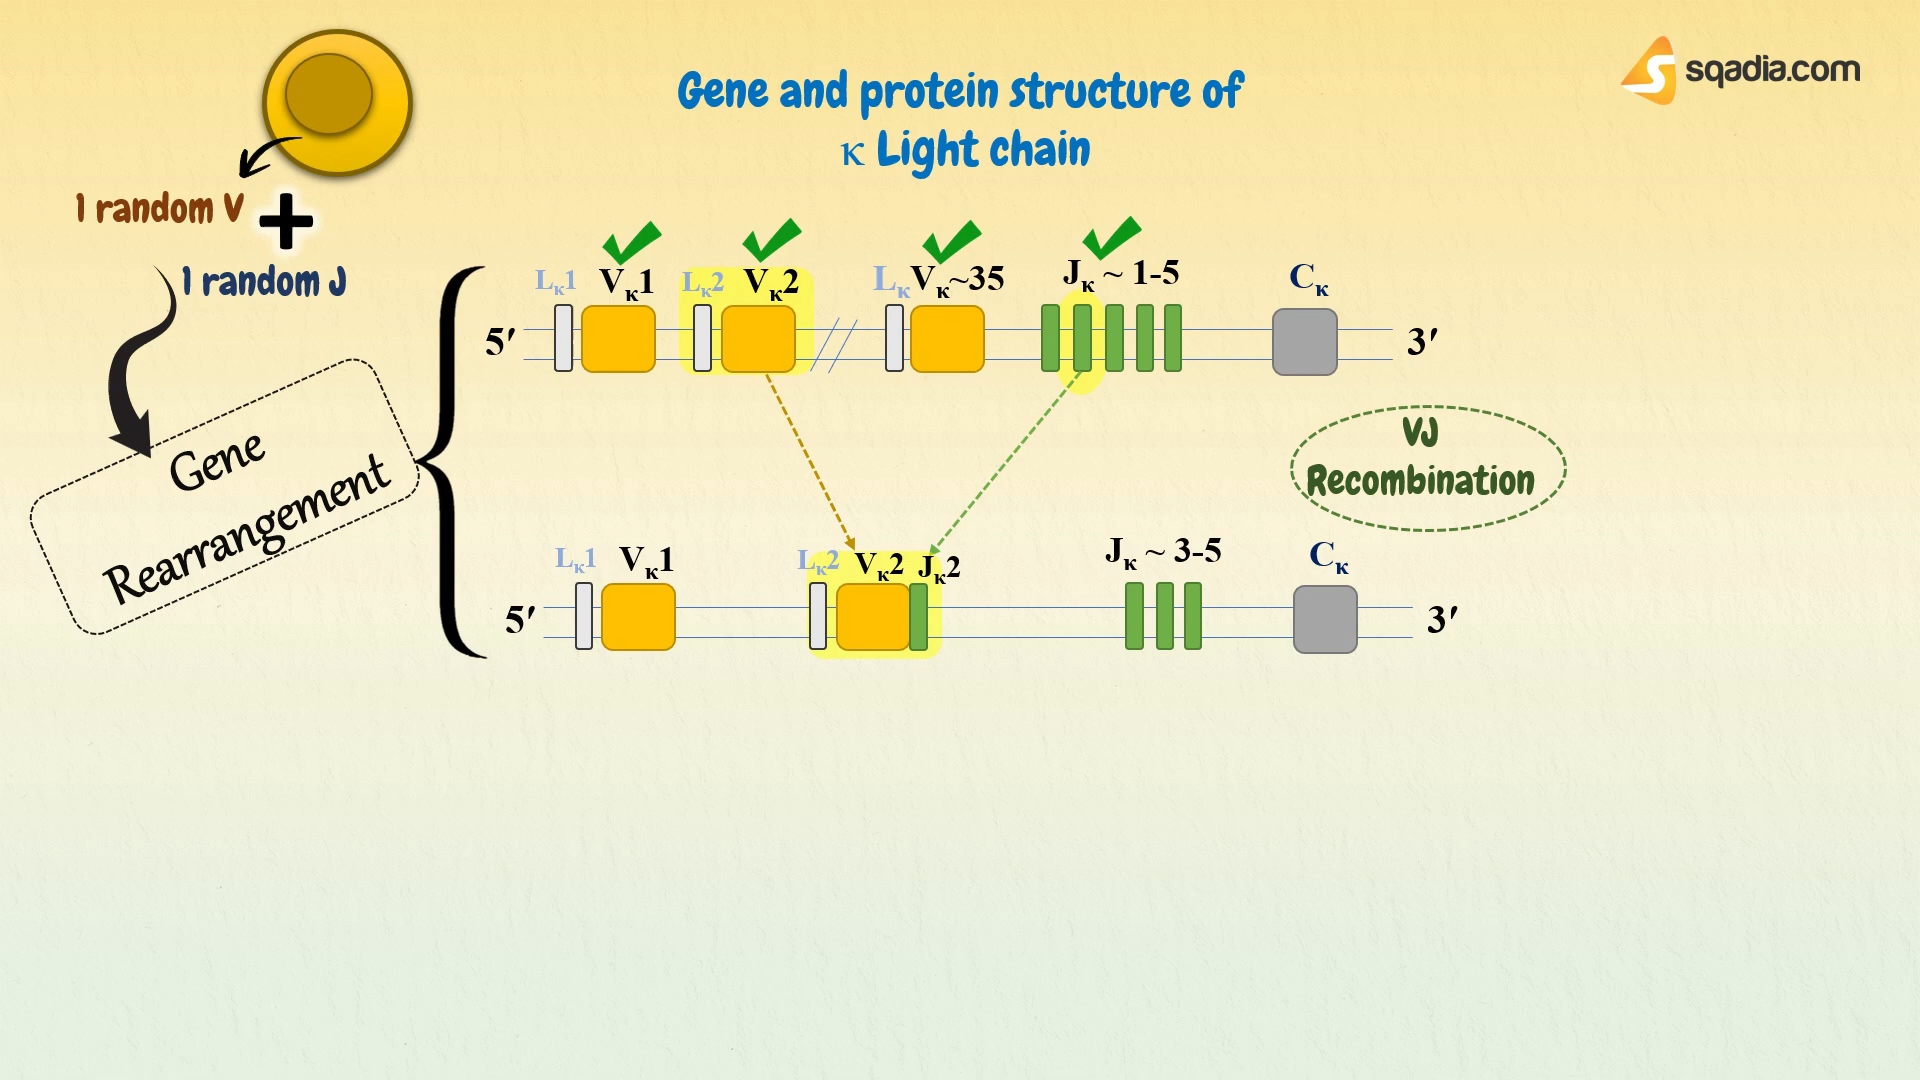 Gene and protein structure of
κ Light chain
sqadia.com
1 random V
+
1 random J
Gene
Rearrangement
Lκ1 Vκ1 Lκ2 Vκ2 Lκ Vκ~35 Jκ ~ 1-5 Cκ
5′ 3′
VJ
Recombination
Lκ1 Vκ1 Lκ2 Vκ2 Jκ2 Jκ ~ 3-5 Cκ
5′ 3′